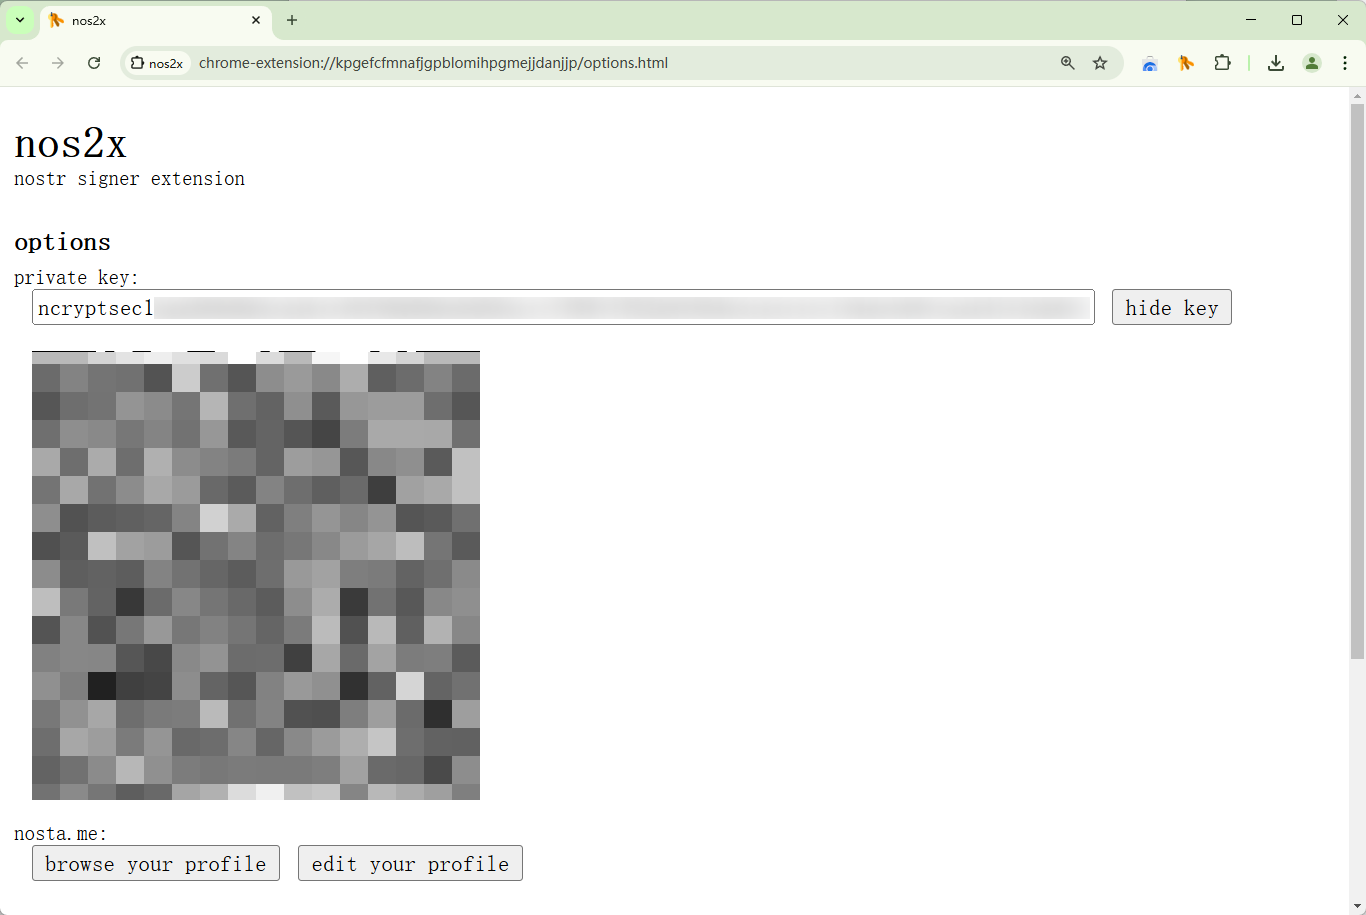 nos2x
nos2x
chrome-extension://kpgefcfmnafjgpblomihpgmejjdanjjp/options.html
nos2x
nostr signer extension
options
private key:
ncryptsec1
hide key
nosta.me:
browse your profile
edit your profile